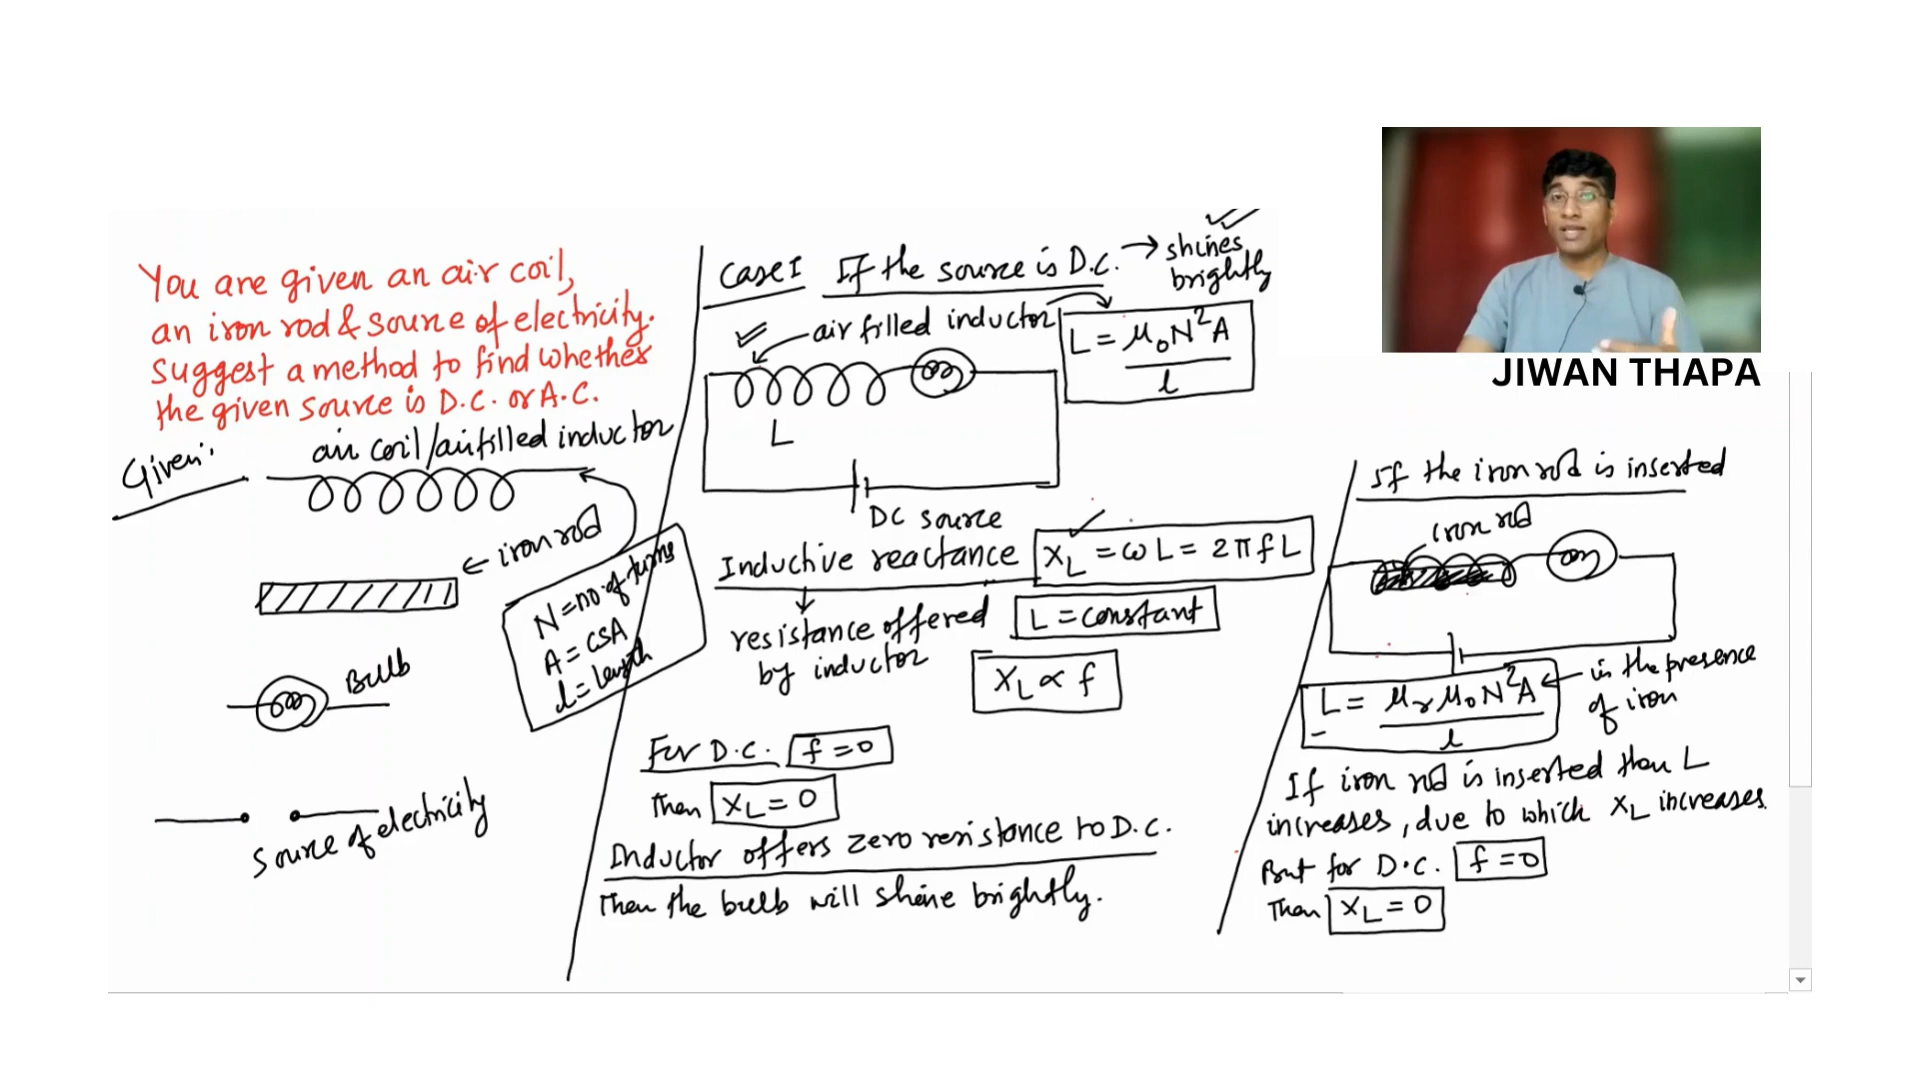 You are given an air coil,
an iron rod & source of electricity.
Suggest a method to find whether
the given source is D.C. or A.C.
Given:
air coil/airfilled inductor
← iron rod
N = no. of turns
A = CSA
l = length
Bulb
Source of electricity
Case I If the source is D.C. → shines
brightly
air filled inductor
L = μ₀N²A
l
L
DC source
Inductive reactance
X_L = ωL = 2πfL
resistance offered
by inductor
L = constant
X_L ∝ f
For D.C. f = 0
Then X_L = 0
Inductor offers zero resistance to D.C.
Then the bulb will shine brightly.
JIWAN THAPA
If the iron rod is inserted
iron rod
L = μᵣμ₀N²A
l
in the presence
of iron
If iron rod is inserted then L
increases, due to which X_L increases.
But for D.C. f = 0
Then X_L = 0